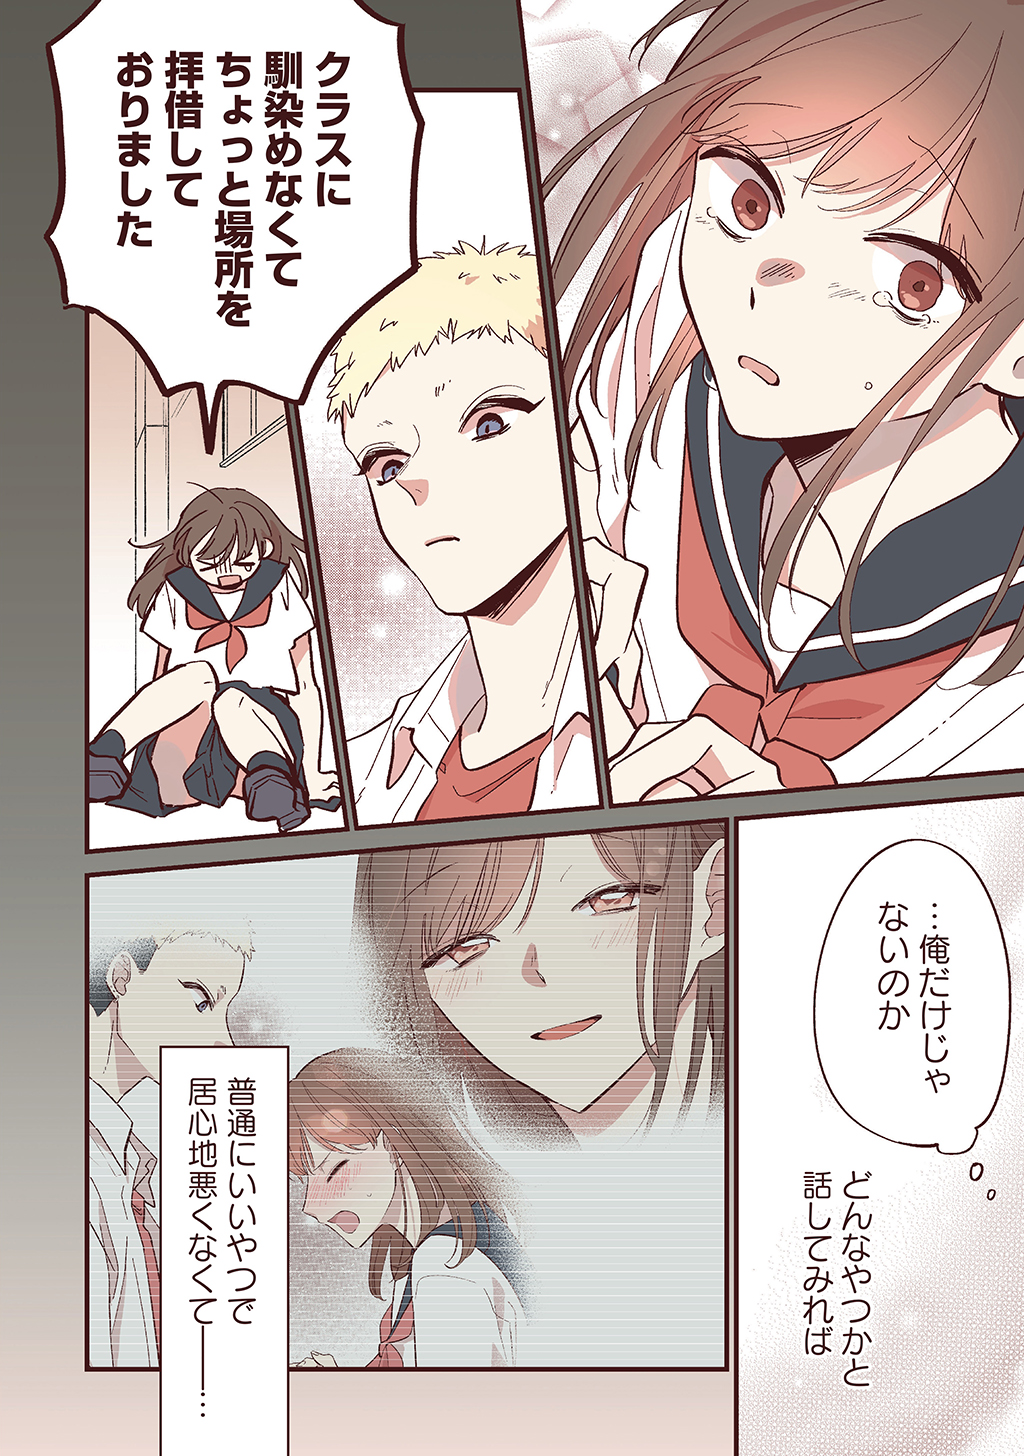 クラスに
馴染めなくて
ちょっと場所を
拝借して
おりました
…俺だけじゃ
ないのか
どんなやつかと
話してみれば
普通にいいやつで
居心地悪くなくて――…